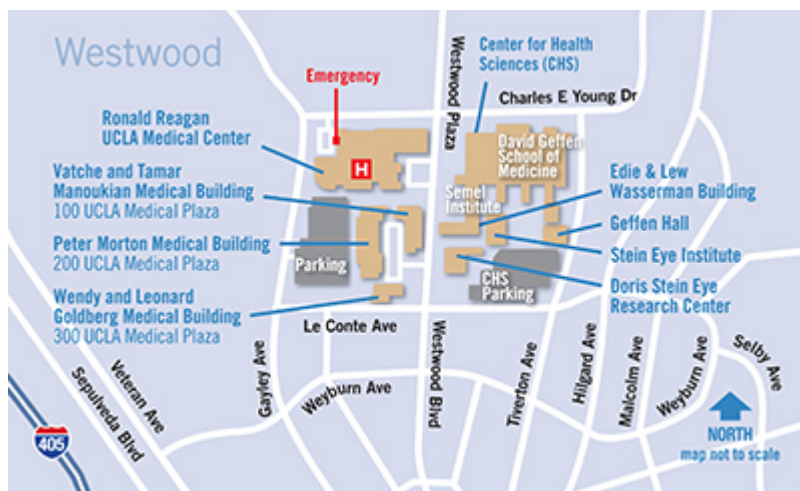 Westwood
Emergency
Westwood Plaza
Center for Health
Sciences (CHS)
Charles E Young Dr
Ronald Reagan
UCLA Medical Center
H
David Geffen
School of
Medicine
Vatche and Tamar
Manoukian Medical Building
100 UCLA Medical Plaza
Semel
Institute
Edie & Lew
Wasserman Building
Geffen Hall
Peter Morton Medical Building
200 UCLA Medical Plaza
Parking
Stein Eye Institute
CHS
Parking
Doris Stein Eye
Research Center
Wendy and Leonard
Goldberg Medical Building
300 UCLA Medical Plaza
Le Conte Ave
Gayley Ave
Veteran Ave
Sepulveda Blvd
Weyburn Ave
Westwood Blvd
Tiverton Ave
Hilgard Ave
Malcolm Ave
Weyburn Ave
Selby Ave
405
NORTH
map not to scale